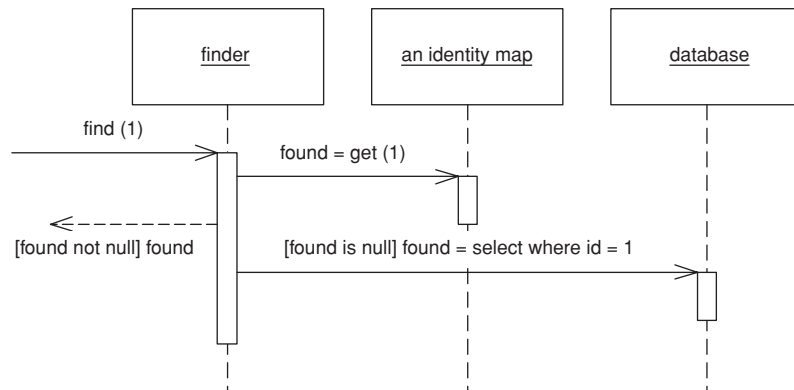 finder
an identity map
database
find (1)
found = get (1)
[found not null] found
[found is null] found = select where id = 1